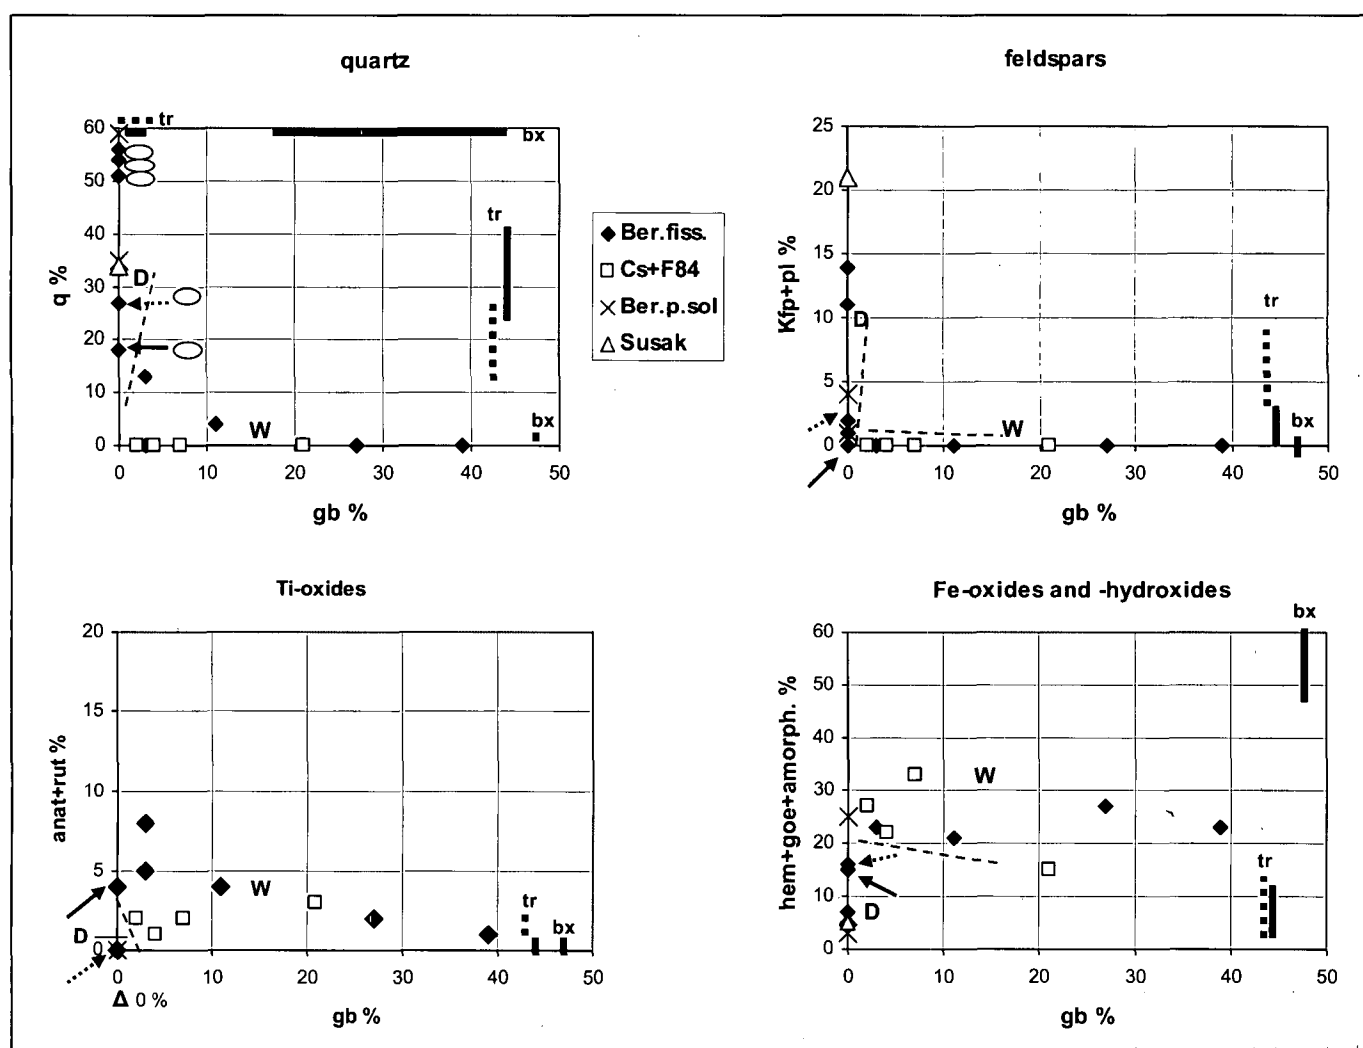 quartz
tr
60
50
40
30
20
10
0
q %
bx
tr
D
W
bx
0 10 20 30 40 50
gb %
Ber.fiss.
Cs+F84
Ber.p.sol
Susak
feldspars
25
20
15
10
5
0
Kfp+pl %
D
tr
W
bx
0 10 20 30 40 50
gb %
Ti-oxides
20
15
10
5
0
anat+rut %
W
tr
bx
D
0 10 20 30 40 50
Δ 0 %
gb %
Fe-oxides and -hydroxides
bx
60
50
40
30
20
10
0
hem+goe+amorph. %
W
tr
D
0 10 20 30 40 50
gb %